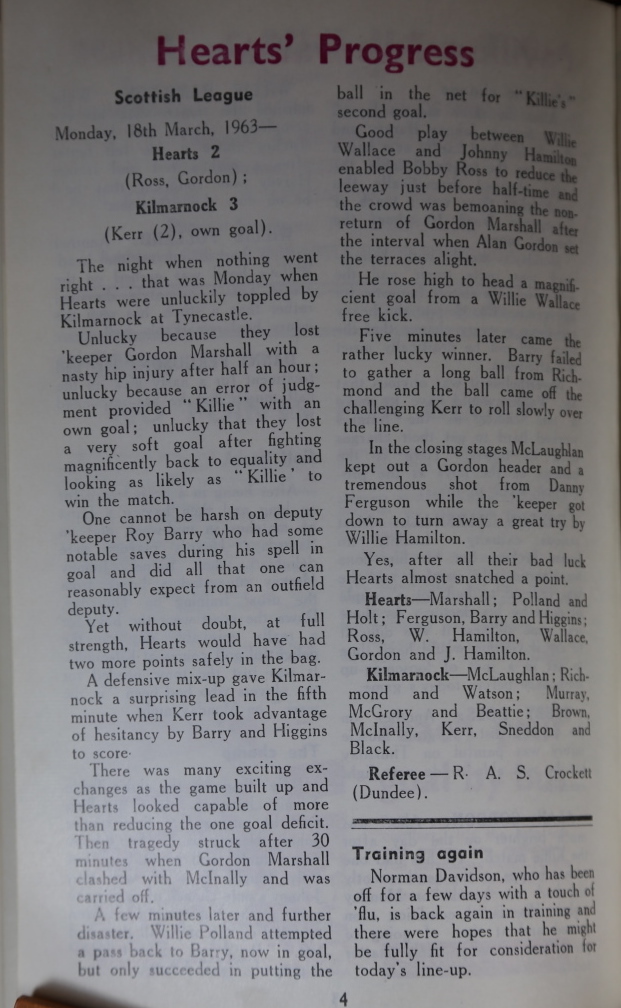 Hearts' Progress
Scottish League
Monday, 18th March, 1963—
Hearts 2
(Ross, Gordon) ;
Kilmarnock 3
(Kerr (2), own goal).
The night when nothing went
right . . . that was Monday when
Hearts were unluckily toppled by
Kilmarnock at Tynecastle.
Unlucky because they lost
'keeper Gordon Marshall with a
nasty hip injury after half an hour ;
unlucky because an error of judg-
ment provided "Killie" with an
own goal; unlucky that they lost
a very soft goal after fighting
magnificently back to equality and
looking as likely as "Killie' to
win the match.
One cannot be harsh on deputy
'keeper Roy Barry who had some
notable saves during his spell in
goal and did all that one can
reasonably expect from an outfield
deputy.
Yet without doubt, at full
strength, Hearts would have had
two more points safely in the bag.
A defensive mix-up gave Kilmar-
nock a surprising lead in the fifth
minute when Kerr took advantage
of hesitancy by Barry and Higgins
to score.
There was many exciting ex-
changes as the game built up and
Hearts looked capable of more
than reducing the one goal deficit.
Then tragedy struck after 30
minutes when Gordon Marshall
clashed with McInally and was
carried off.
A few minutes later and further
disaster. Willie Polland attempted
a pass back to Barry, now in goal,
but only succeeded in putting the
ball in the net for "Killie's"
second goal.
Good play between Willie
Wallace and Johnny Hamilton
enabled Bobby Ross to reduce the
leeway just before half-time and
the crowd was bemoaning the non-
return of Gordon Marshall after
the interval when Alan Gordon set
the terraces alight.
He rose high to head a magnifi-
cient goal from a Willie Wallace
free kick.
Five minutes later came the
rather lucky winner. Barry failed
to gather a long ball from Rich-
mond and the ball came off the
challenging Kerr to roll slowly over
the line.
In the closing stages McLaughlan
kept out a Gordon header and a
tremendous shot from Danny
Ferguson while the 'keeper got
down to turn away a great try by
Willie Hamilton.
Yes, after all their bad luck
Hearts almost snatched a point.
Hearts—Marshall ; Polland and
Holt ; Ferguson, Barry and Higgins ;
Ross, W. Hamilton, Wallace,
Gordon and J. Hamilton.
Kilmarnock—McLaughlan ; Rich-
mond and Watson ; Murray,
McGrory and Beattie ; Brown,
McInally, Kerr, Sneddon and
Black.
Referee — R. A. S. Crockett
(Dundee).
Training again
Norman Davidson, who has been
off for a few days with a touch of
'flu, is back again in training and
there were hopes that he might
be fully fit for consideration for
today's line-up.
4